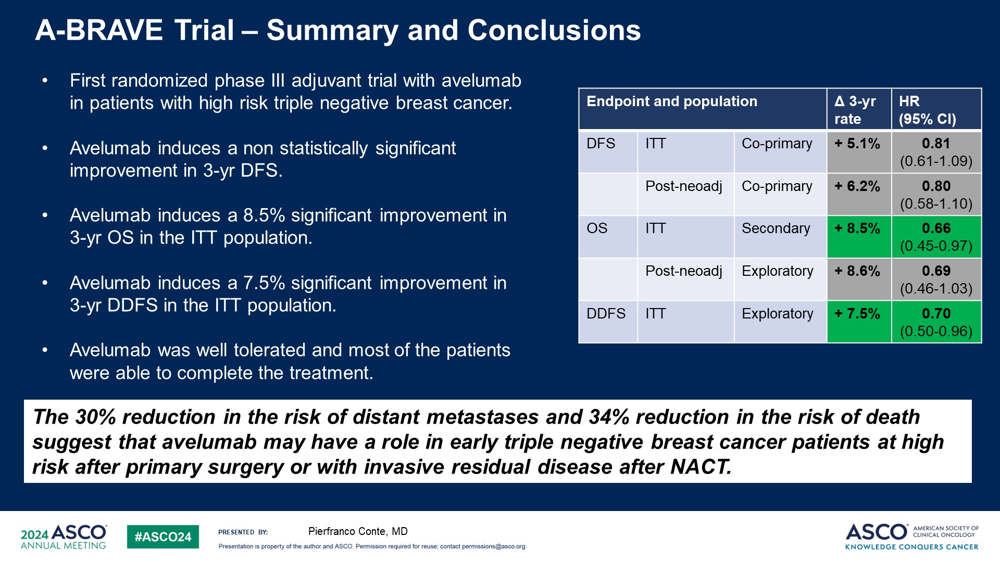 A-BRAVE Trial – Summary and Conclusions
• First randomized phase III adjuvant trial with avelumab
in patients with high risk triple negative breast cancer.
• Avelumab induces a non statistically significant
improvement in 3-yr DFS.
• Avelumab induces a 8.5% significant improvement in
3-yr OS in the ITT population.
• Avelumab induces a 7.5% significant improvement in
3-yr DDFS in the ITT population.
• Avelumab was well tolerated and most of the patients
were able to complete the treatment.
Endpoint and population Δ 3-yr rate HR (95% CI)
DFS ITT Co-primary + 5.1% 0.81 (0.61-1.09)
Post-neoadj Co-primary + 6.2% 0.80 (0.58-1.10)
OS ITT Secondary + 8.5% 0.66 (0.45-0.97)
Post-neoadj Exploratory + 8.6% 0.69 (0.46-1.03)
DDFS ITT Exploratory + 7.5% 0.70 (0.50-0.96)
The 30% reduction in the risk of distant metastases and 34% reduction in the risk of death
suggest that avelumab may have a role in early triple negative breast cancer patients at high
risk after primary surgery or with invasive residual disease after NACT.
2024 ASCO
ANNUAL MEETING
#ASCO24
PRESENTED BY: Pierfranco Conte, MD
Presentation is property of the author and ASCO. Permission required for reuse; contact permissions@asco.org.
ASCO AMERICAN SOCIETY OF
CLINICAL ONCOLOGY
KNOWLEDGE CONQUERS CANCER